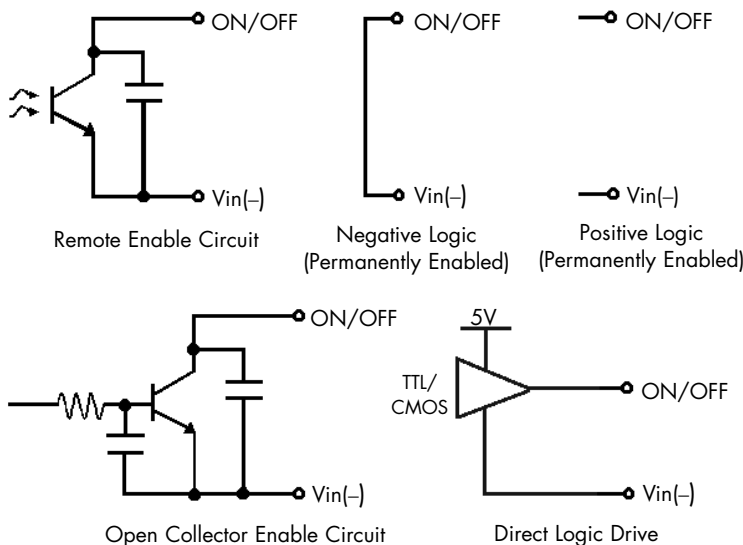 ON/OFF
Vin(–)
Remote Enable Circuit
ON/OFF
Vin(–)
Negative Logic
(Permanently Enabled)
ON/OFF
Vin(–)
Positive Logic
(Permanently Enabled)
ON/OFF
Vin(–)
Open Collector Enable Circuit
5V
TTL/
CMOS
ON/OFF
Vin(–)
Direct Logic Drive